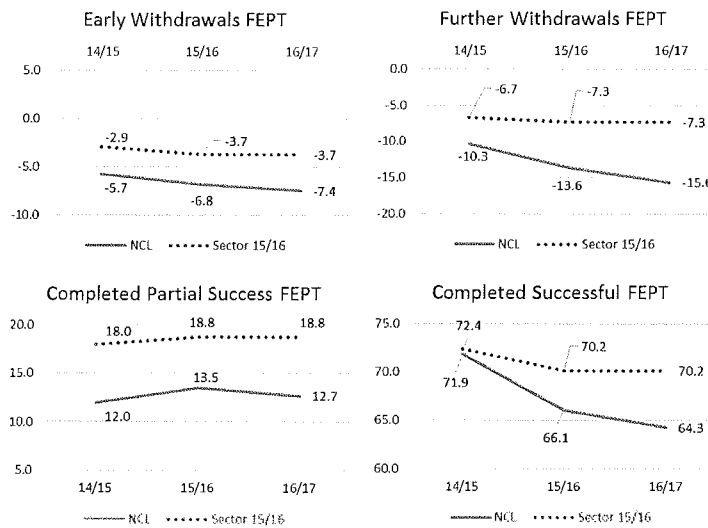 Early Withdrawals FEPT
14/15 15/16 16/17
5.0
0.0
-2.9 -3.7 -3.7
-5.0
-5.7 -6.8 -7.4
-10.0
NCL Sector 15/16
Further Withdrawals FEPT
14/15 15/16 16/17
0.0
-6.7 -7.3
-5.0
-7.3
-10.0
-10.3
-13.6
-15.0
-15.6
-20.0
NCL Sector 15/16
Completed Partial Success FEPT
20.0
18.0 18.8 18.8
15.0
13.5
12.7
12.0
10.0
5.0
14/15 15/16 16/17
NCL Sector 15/16
Completed Successful FEPT
75.0
72.4
70.2
70.0
70.2
71.9
65.0
66.1
64.3
60.0
14/15 15/16 16/17
NCL Sector 15/16